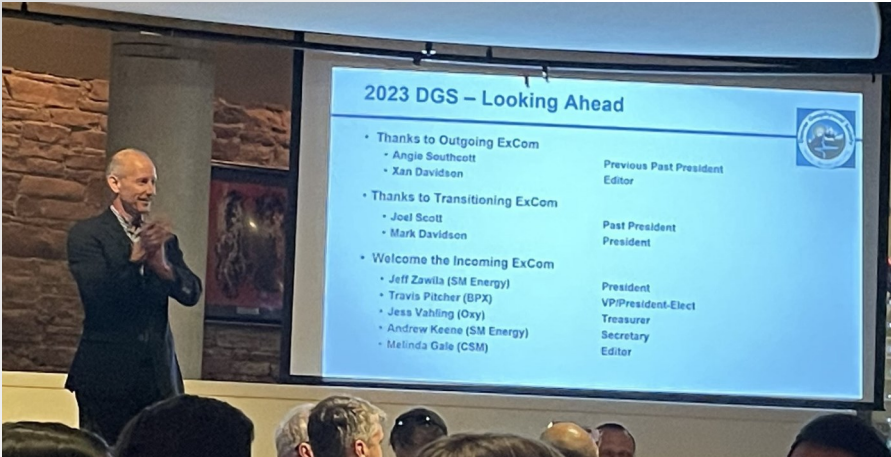 2023 DGS – Looking Ahead
• Thanks to Outgoing ExCom
• Angie Southcott Previous Past President
• Xan Davidson Editor
• Thanks to Transitioning ExCom
• Joel Scott Past President
• Mark Davidson President
• Welcome the Incoming ExCom
• Jeff Zawila (SM Energy) President
• Travis Pitcher (BPX) VP/President-Elect
• Jess Vahling (Oxy) Treasurer
• Andrew Keene (SM Energy) Secretary
• Melinda Gale (CSM) Editor